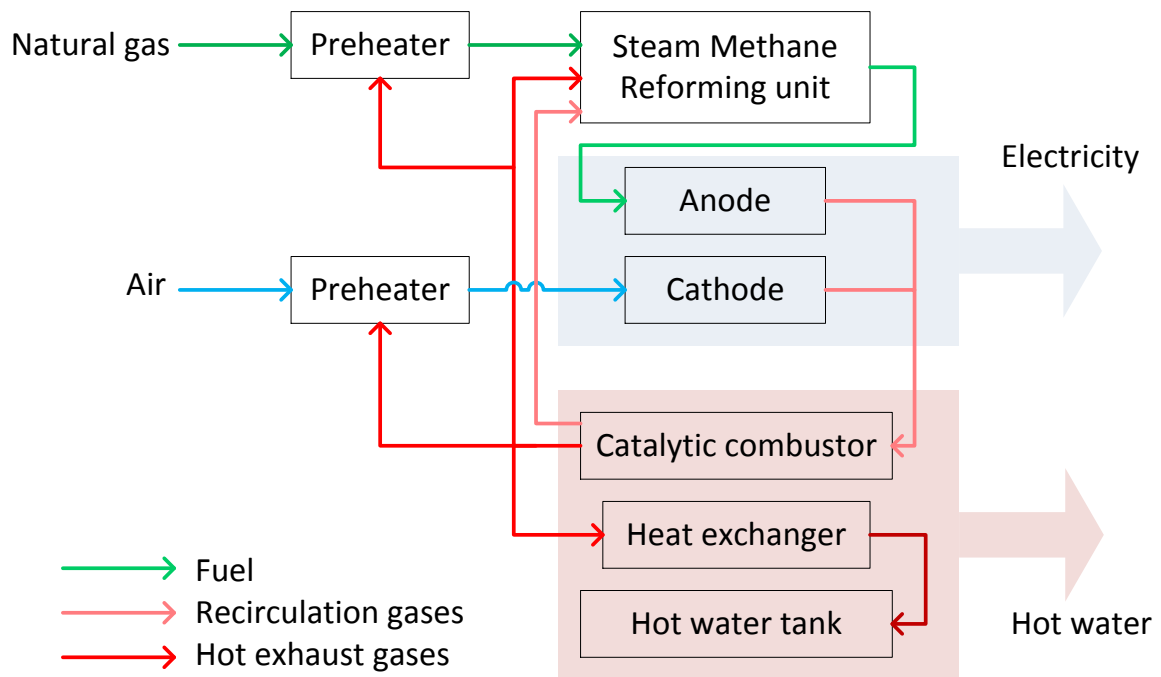 Natural gas
Preheater
Steam Methane
Reforming unit
Electricity
Anode
Air
Preheater
Cathode
Catalytic combustor
Heat exchanger
Fuel
Recirculation gases
Hot water tank
Hot water
Hot exhaust gases